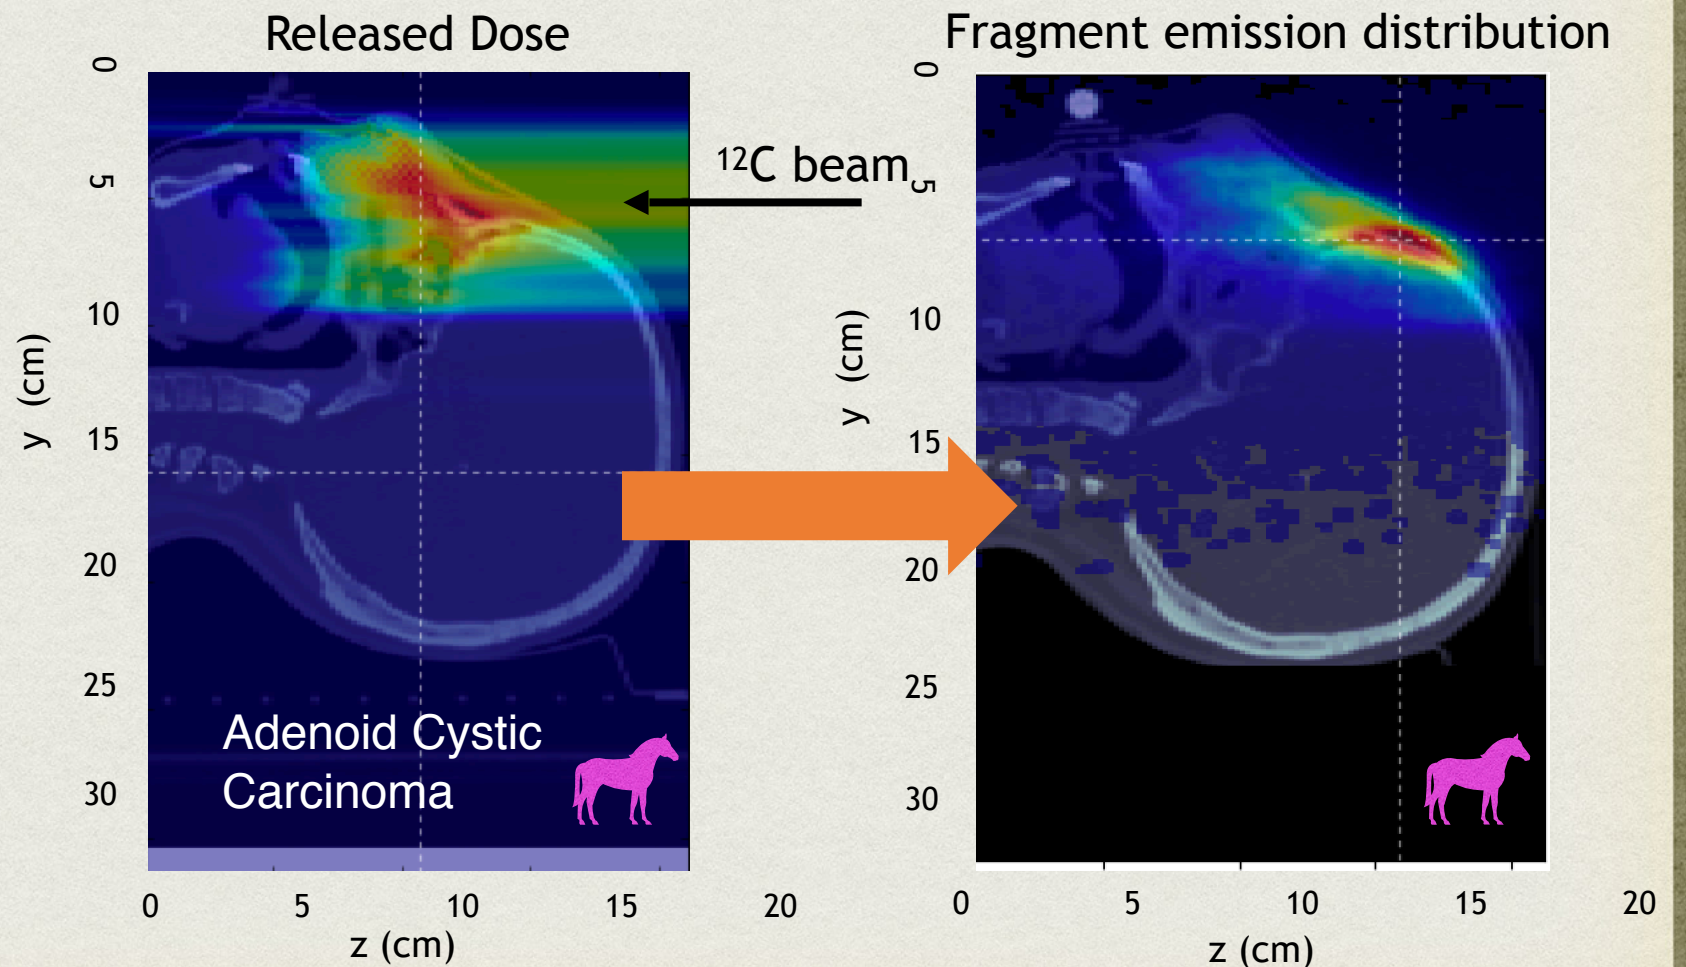 Released Dose
Fragment emission distribution
0
5
10
15
20
25
30
y (cm)
0 5 10 15 20
z (cm)
Adenoid Cystic
Carcinoma
¹²C beam
0
5
10
15
20
25
30
y (cm)
0 5 10 15 20
z (cm)